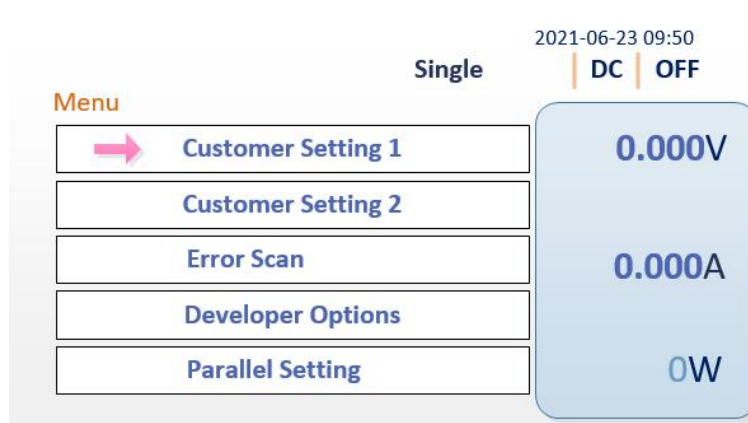 2021-06-23 09:50
Single DC OFF
Menu
Customer Setting 1
0.000V
Customer Setting 2
Error Scan
0.000A
Developer Options
Parallel Setting
0W